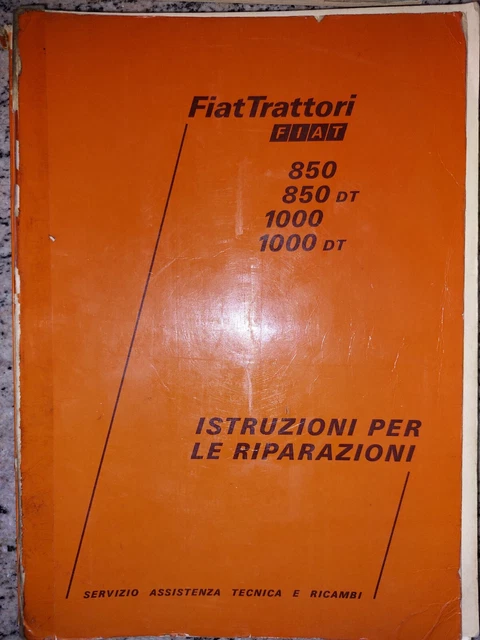 FiatTrattori
FIAT
850
850 DT
1000
1000 DT
ISTRUZIONI PER
LE RIPARAZIONI
SERVIZIO ASSISTENZA TECNICA E RICAMBI